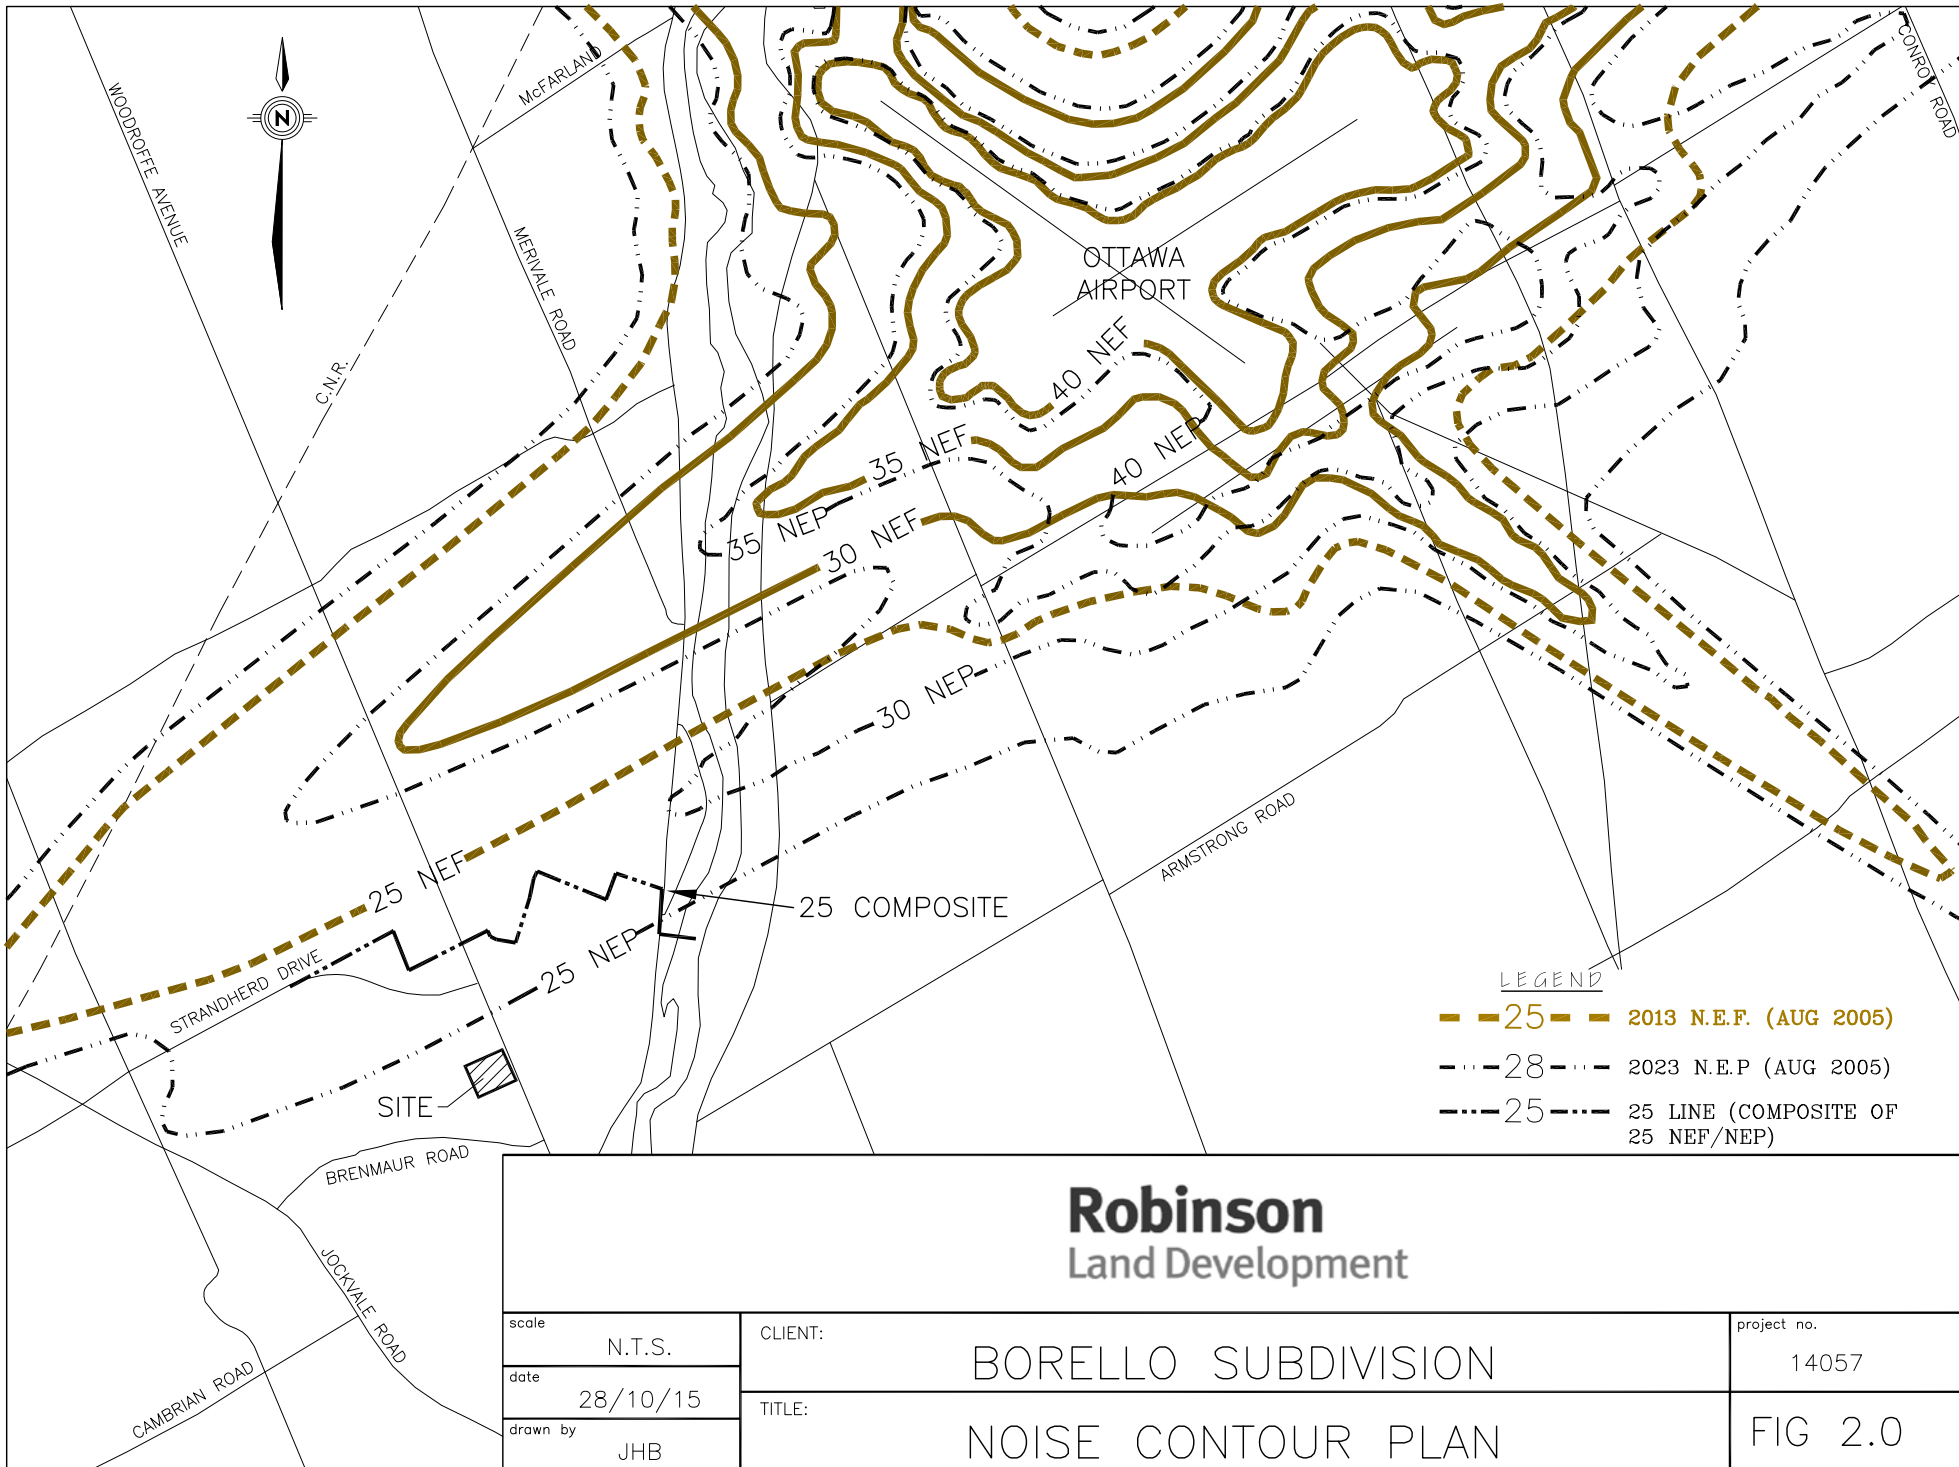 McFARLAND
CONROY ROAD
WOODROFFE AVENUE
N
MERIVALE ROAD
C.N.R.
OTTAWA
AIRPORT
40 NEF
40 NEP
35 NEF
35 NEP
30 NEF
30 NEP
25 NEF
25 COMPOSITE
25 NEP
ARMSTRONG ROAD
STRANDHERD DRIVE
SITE
BRENMAUR ROAD
JOCKVALE ROAD
CAMBRIAN ROAD
LEGEND
25 2013 N.E.F. (AUG 2005)
28 2023 N.E.P (AUG 2005)
25 25 LINE (COMPOSITE OF
25 NEF/NEP)
Robinson
Land Development
scale
N.T.S.
date
28/10/15
drawn by
JHB
CLIENT:
BORELLO SUBDIVISION
TITLE:
NOISE CONTOUR PLAN
project no.
14057
FIG 2.0